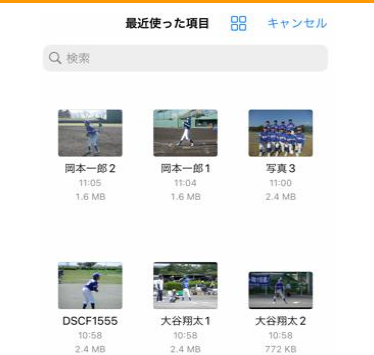 最近使った項目 キャンセル
検索
岡本一郎2 岡本一郎1 写真3
11:05 11:04 11:00
1.6 MB 1.6 MB 2.4 MB
DSCF1555 大谷翔太1 大谷翔太2
10:58 10:58 10:58
2.4 MB 2.4 MB 772 KB